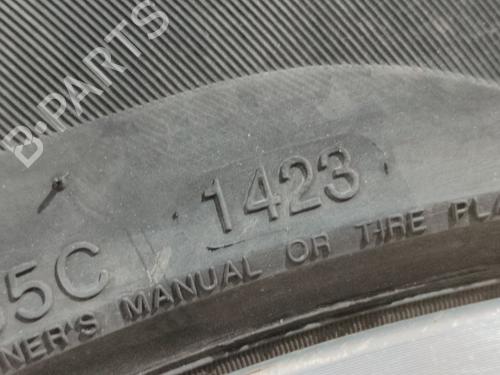 B-PARTS
1423
5C
NER'S MANUAL OR TIRE PLA